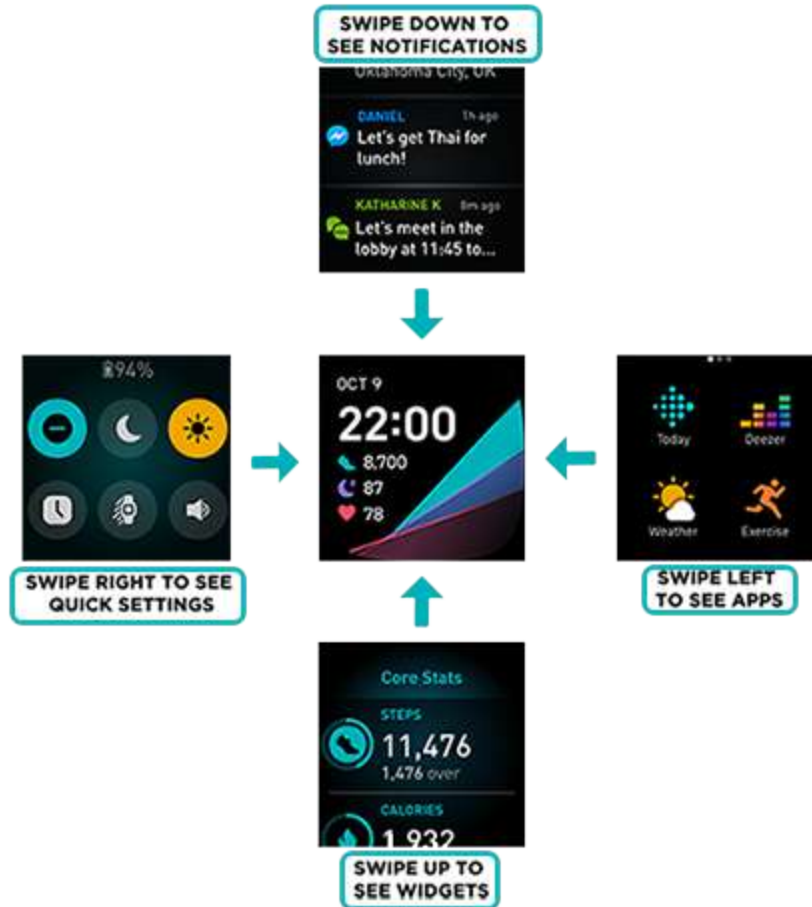 SWIPE DOWN TO
SEE NOTIFICATIONS
Oklahoma City, OK
DANIEL 1h ago
Let's get Thai for
lunch!
KATHARINE K 8m ago
Let's meet in the
lobby at 11:45 to...
94%
OCT 9
22:00
8,700
87
78
Today
Deezer
Weather
Exercise
SWIPE RIGHT TO SEE
QUICK SETTINGS
SWIPE LEFT
TO SEE APPS
Core Stats
STEPS
11,476
1,476 over
CALORIES
1,932
SWIPE UP TO
SEE WIDGETS